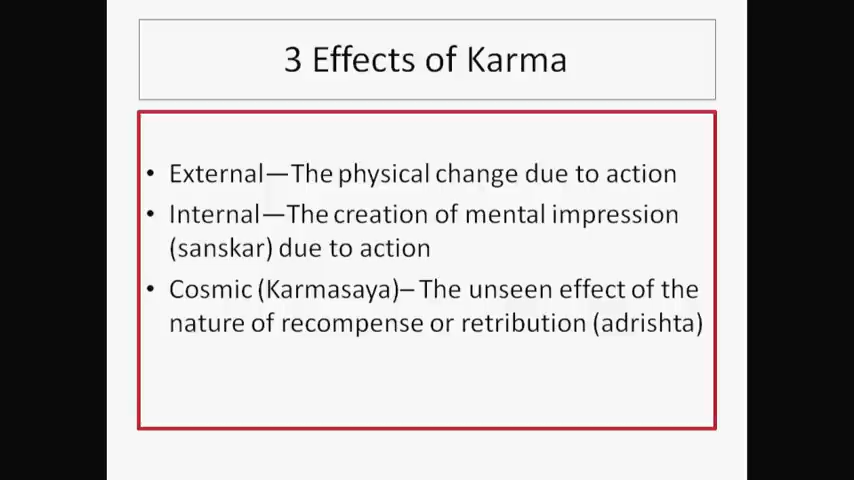 3 Effects of Karma
• External—The physical change due to action
• Internal—The creation of mental impression
(sanskar) due to action
• Cosmic (Karmasaya)– The unseen effect of the
nature of recompense or retribution (adrishta)